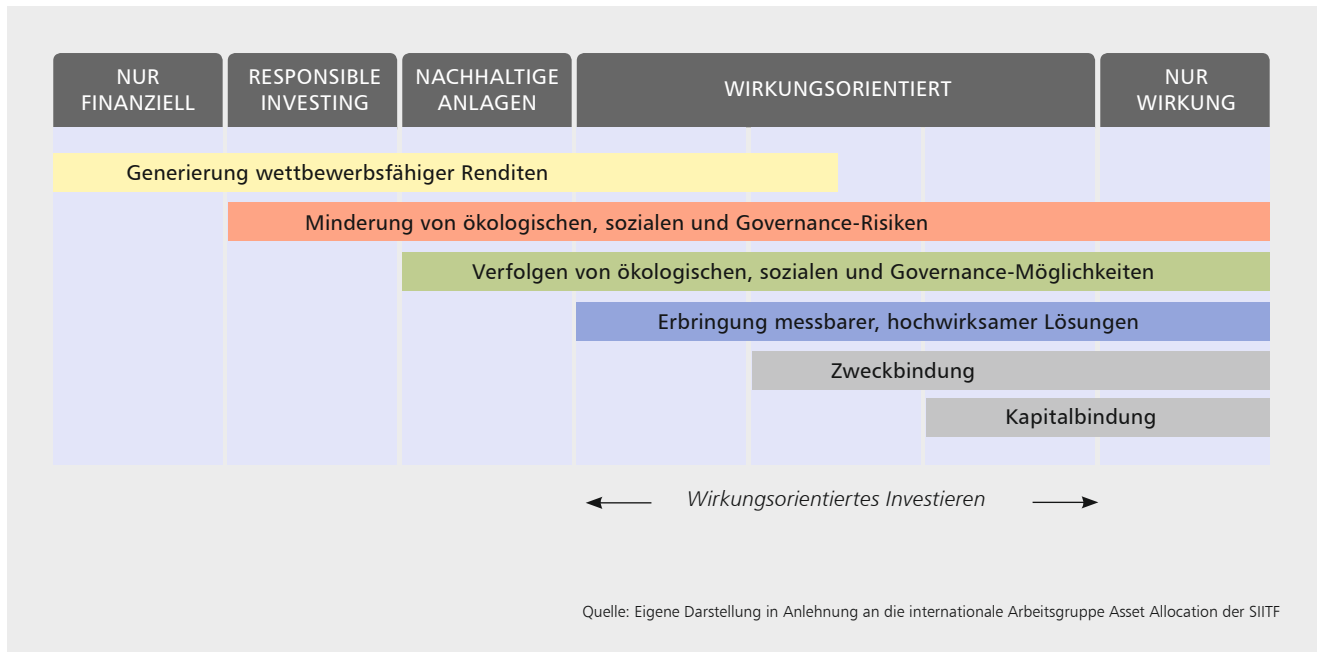 NUR
FINANZIELL
RESPONSIBLE
INVESTING
NACHHALTIGE
ANLAGEN
WIRKUNGSORIENTIERT
NUR
WIRKUNG
Generierung wettbewerbsfähiger Renditen
Minderung von ökologischen, sozialen und Governance-Risiken
Verfolgen von ökologischen, sozialen und Governance-Möglichkeiten
Erbringung messbarer, hochwirksamer Lösungen
Zweckbindung
Kapitalbindung
Wirkungsorientiertes Investieren
Quelle: Eigene Darstellung in Anlehnung an die internationale Arbeitsgruppe Asset Allocation der SIITF